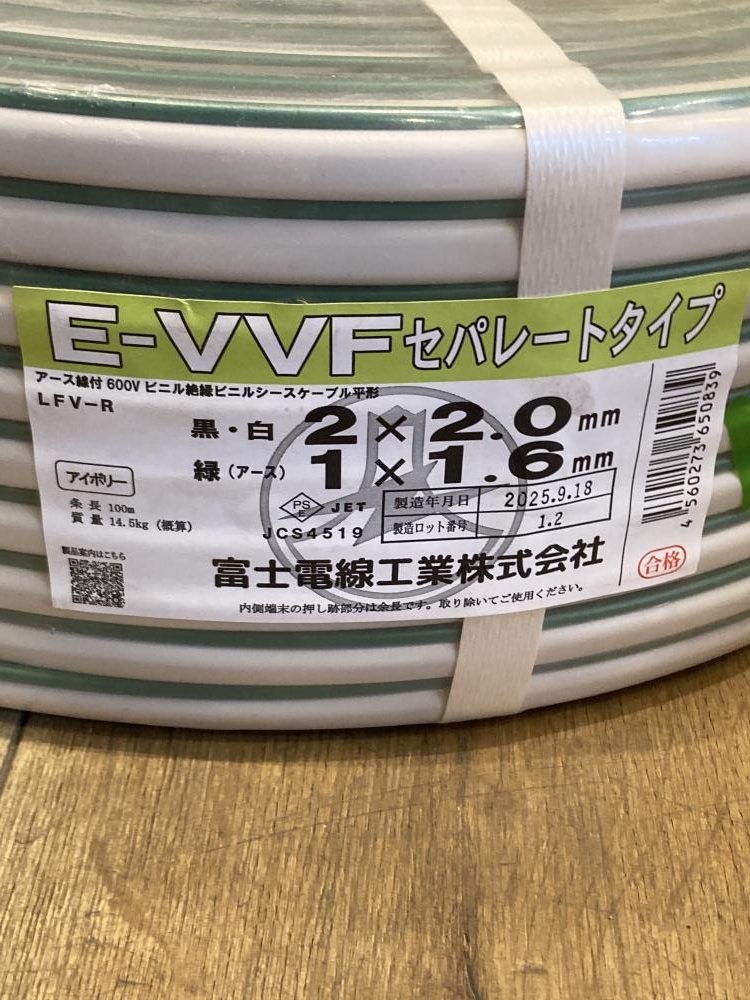 E-VVFセパレートタイプ
アース線付 600V ビニル絶縁ビニルシースケーブル平形
LFV-R
黒・白 2×2.0mm
緑(アース) 1×1.6mm
アイボリー
条長 100m
質量 14.5kg (概算)
PS E JET
JCS4519
製造年月日 2025.9.18
製造ロット番号 1.2
製品案内はこちら
富士電線工業株式会社
内側端末の押し跡部分は余長です。取り除いてご使用ください。
4 560273 650839
合格